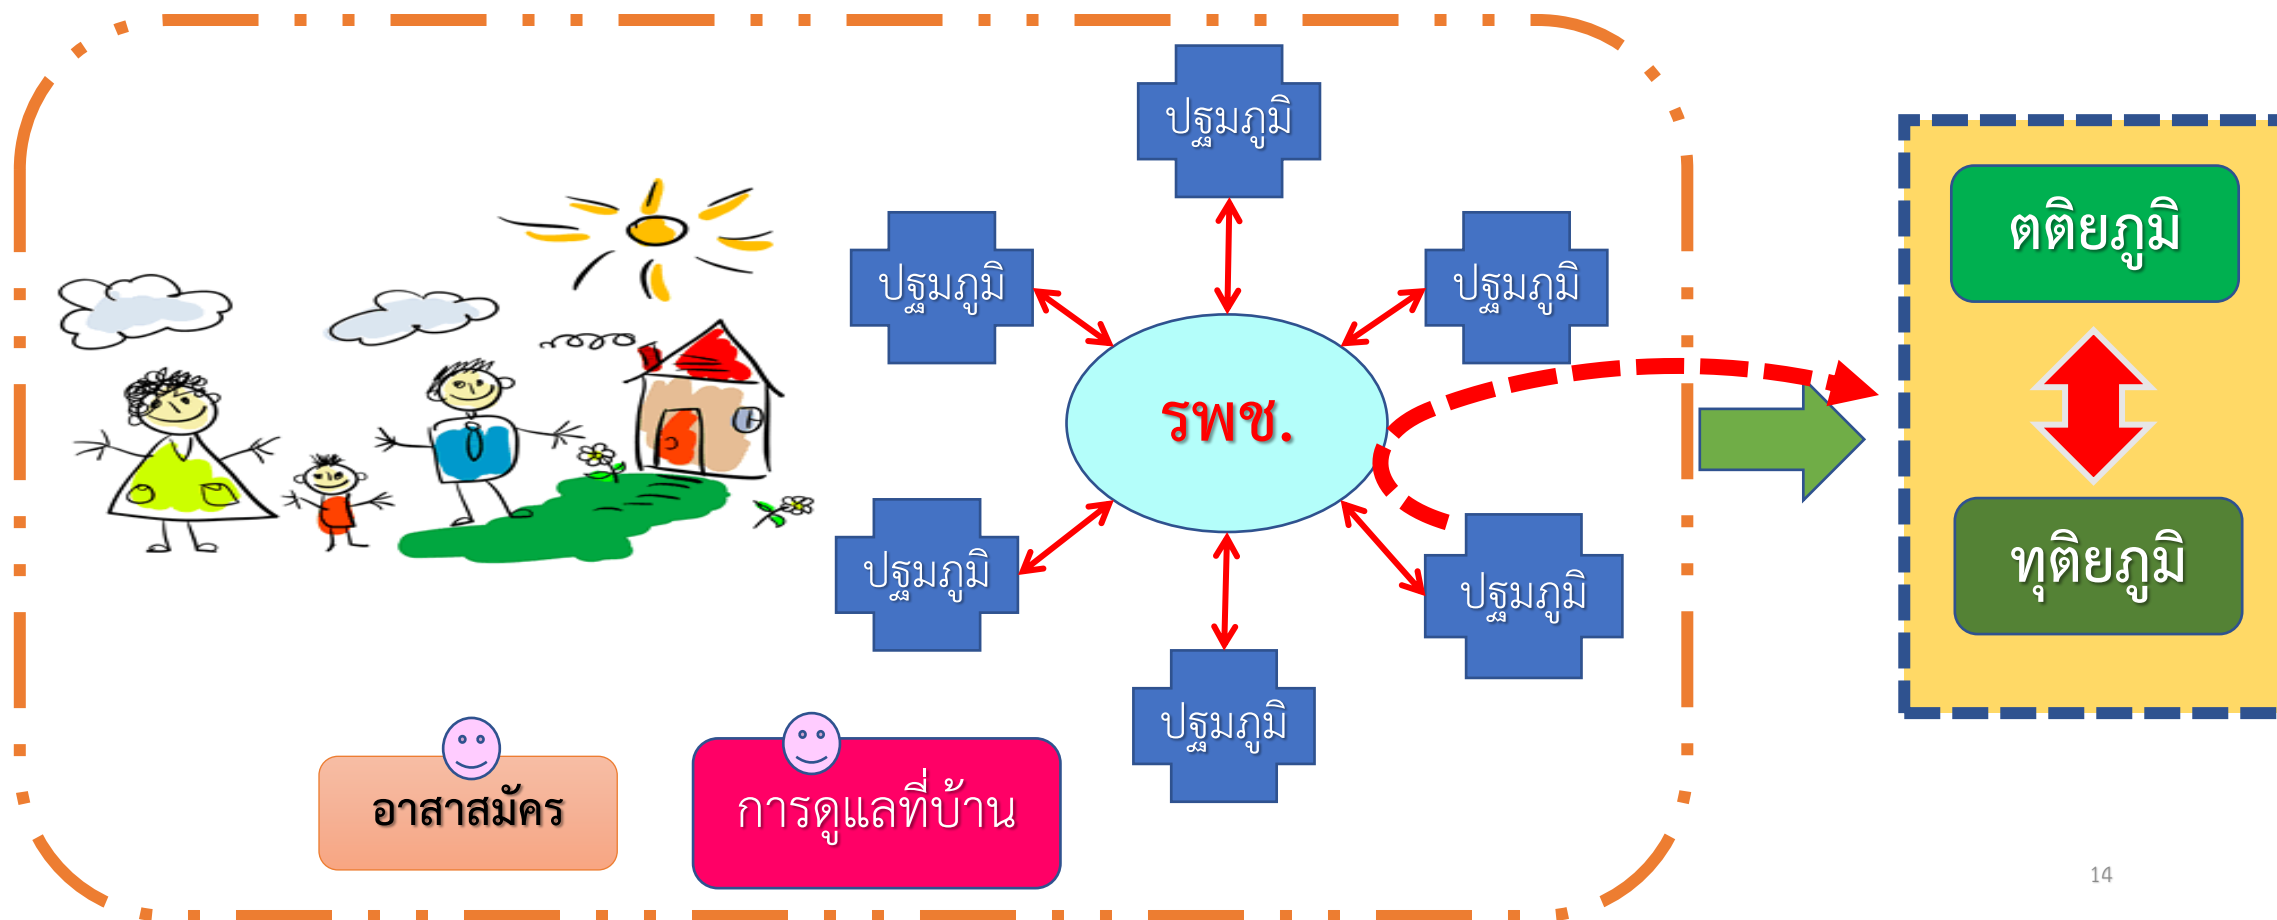 ปฐมภูมิ
ปฐมภูมิ
ปฐมภูมิ
รพช.
ปฐมภูมิ
ปฐมภูมิ
ปฐมภูมิ
อาสาสมัคร
การดูแลที่บ้าน
ตติยภูมิ
ทุติยภูมิ
14